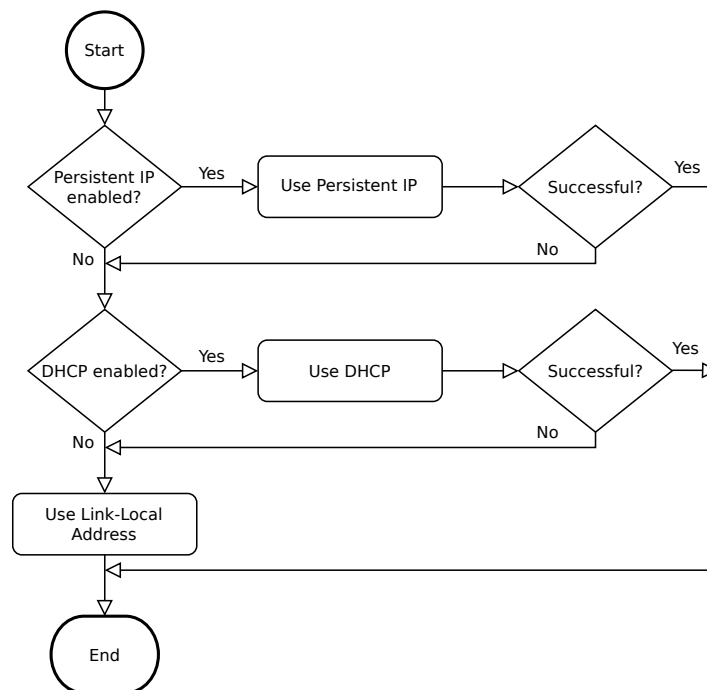 Start
Persistent IP
enabled?
Yes
Use Persistent IP
Successful?
Yes
No
No
DHCP enabled?
Yes
Use DHCP
Successful?
Yes
No
No
Use Link-Local
Address
End